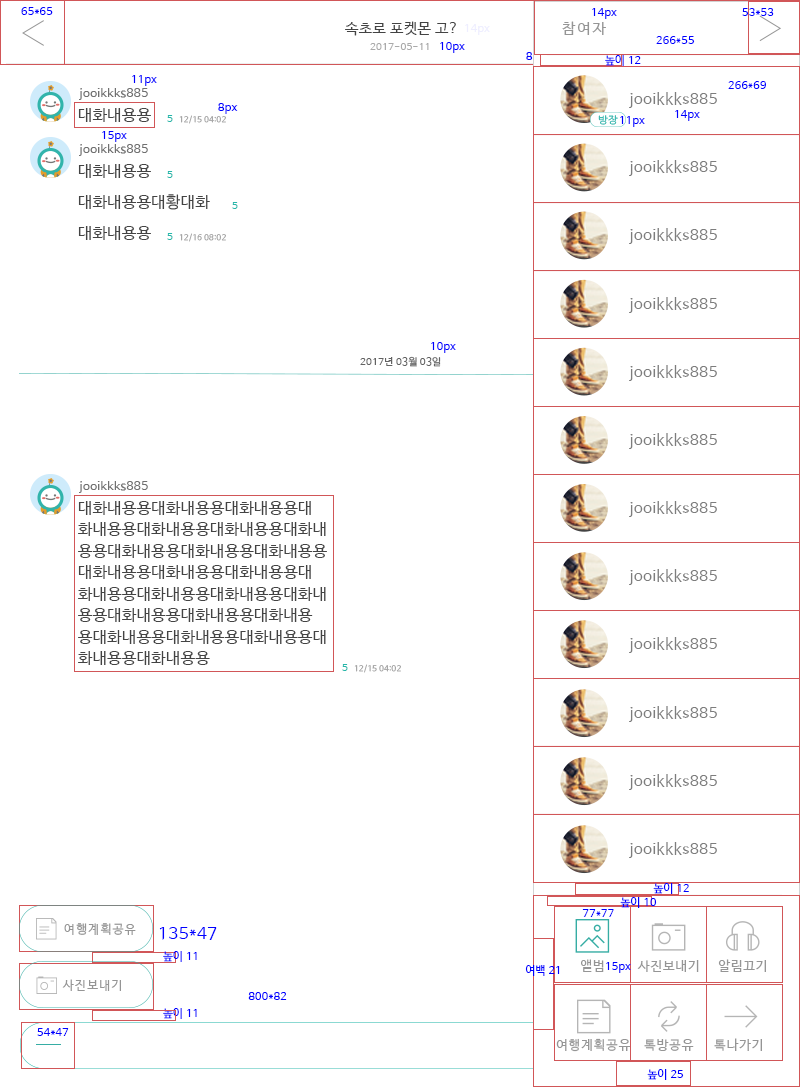 65*65
속초로 포켓몬 고? 14px
2017-05-11 10px
8
jooikkks885 11px
대화내용용 5 12/15 04:02 8px
15px
jooikkks885
대화내용용 5
대화내용용대황대화 5
대화내용용 5 12/16 08:02
10px
2017년 03월 03일
jooikkks885
대화내용용대화내용용대화내용용대
화내용용대화내용용대화내용용대화내
용용대화내용용대화내용용대화내용용
대화내용용대화내용용대화내용용대
화내용용대화내용용대화내용용대화내
용용대화내용용대화내용용대화내용
용대화내용용대화내용용대화내용용대
화내용용대화내용용
5 12/15 04:02
여행계획공유 135*47
높이 11
사진보내기
800*82
높이 11
54*47
14px 53*53
참여자
266*55
높이 12
266*69
jooikkks885
방장 11px 14px
jooikkks885
jooikkks885
jooikkks885
jooikkks885
jooikkks885
jooikkks885
jooikkks885
jooikkks885
jooikkks885
jooikkks885
jooikkks885
높이 12
높이 10
77*77
여백 21
앨범 15px 사진보내기 알림끄기
여행계획공유 톡방공유 톡나가기
높이 25